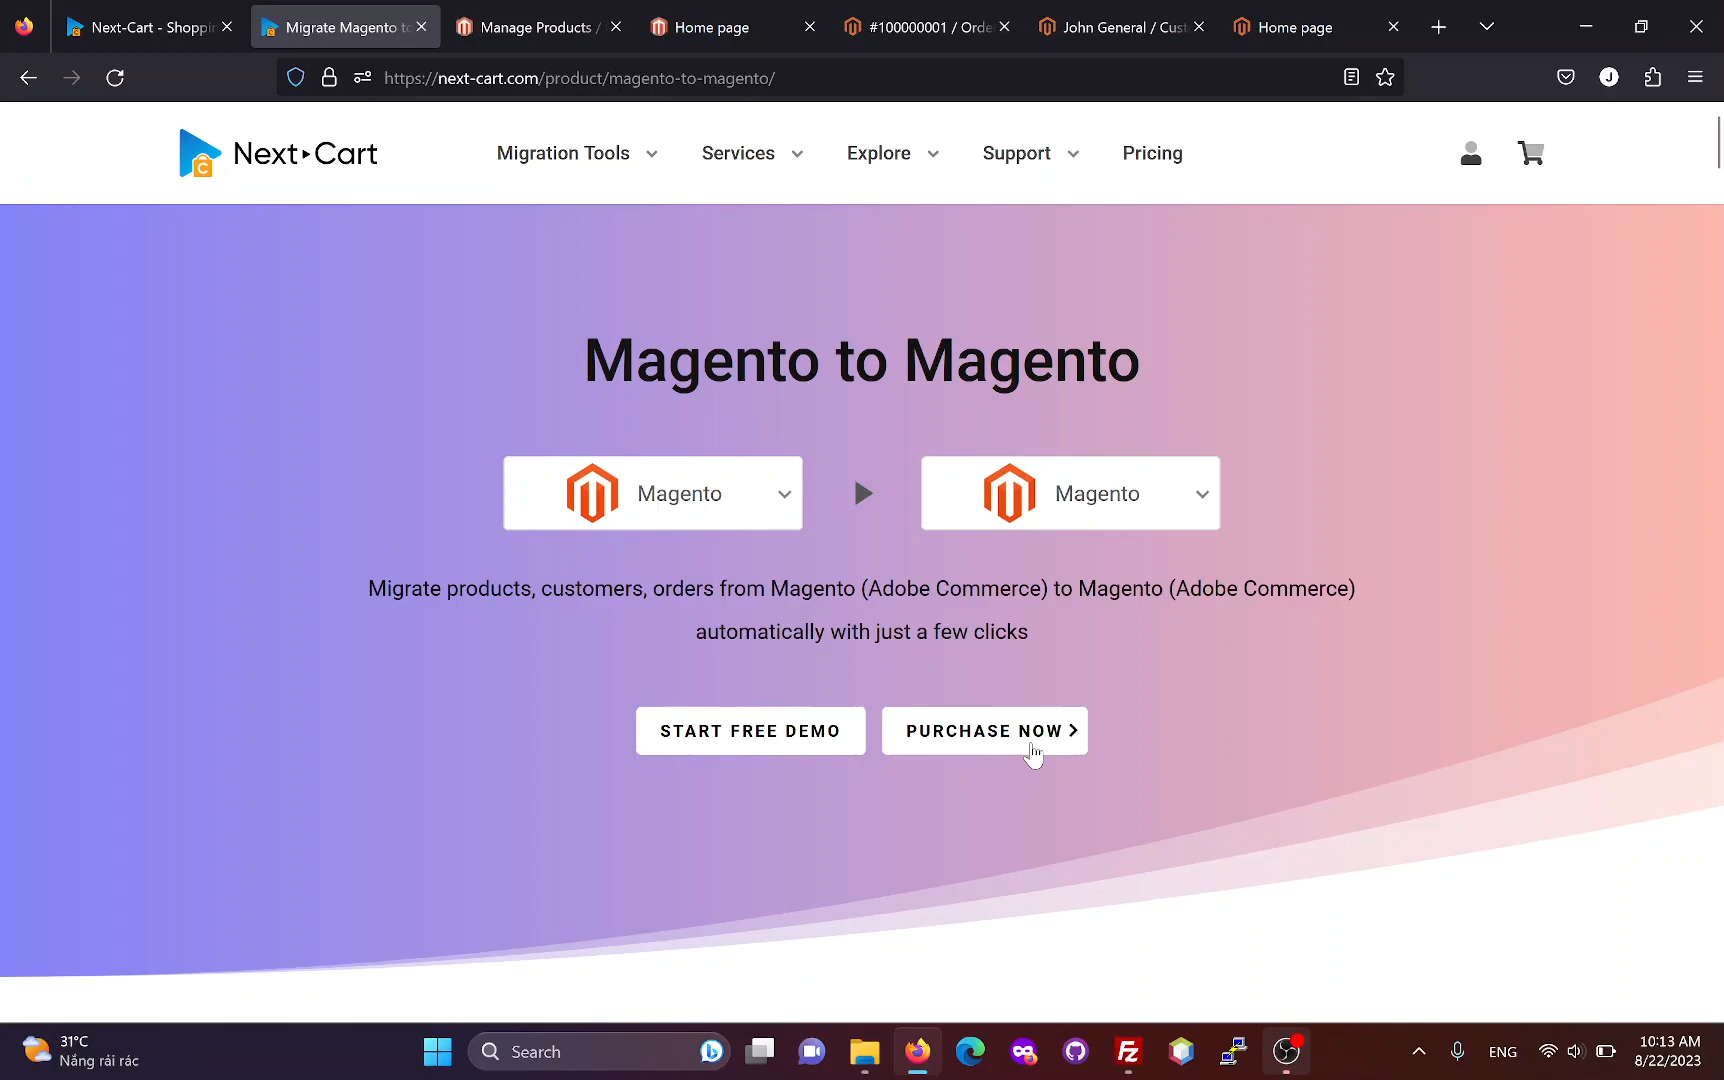 Next-Cart - Shoppin
Migrate Magento to
Manage Products /
Home page
#100000001 / Orde
John General / Cust
Home page
https://next-cart.com/product/magento-to-magento/
J
Next Cart
Migration Tools
Services
Explore
Support
Pricing
Magento to Magento
Magento
Magento
Migrate products, customers, orders from Magento (Adobe Commerce) to Magento (Adobe Commerce)
automatically with just a few clicks
START FREE DEMO
PURCHASE NOW
31°C
Nắng rải rác
Search
ENG
10:13 AM
8/22/2023